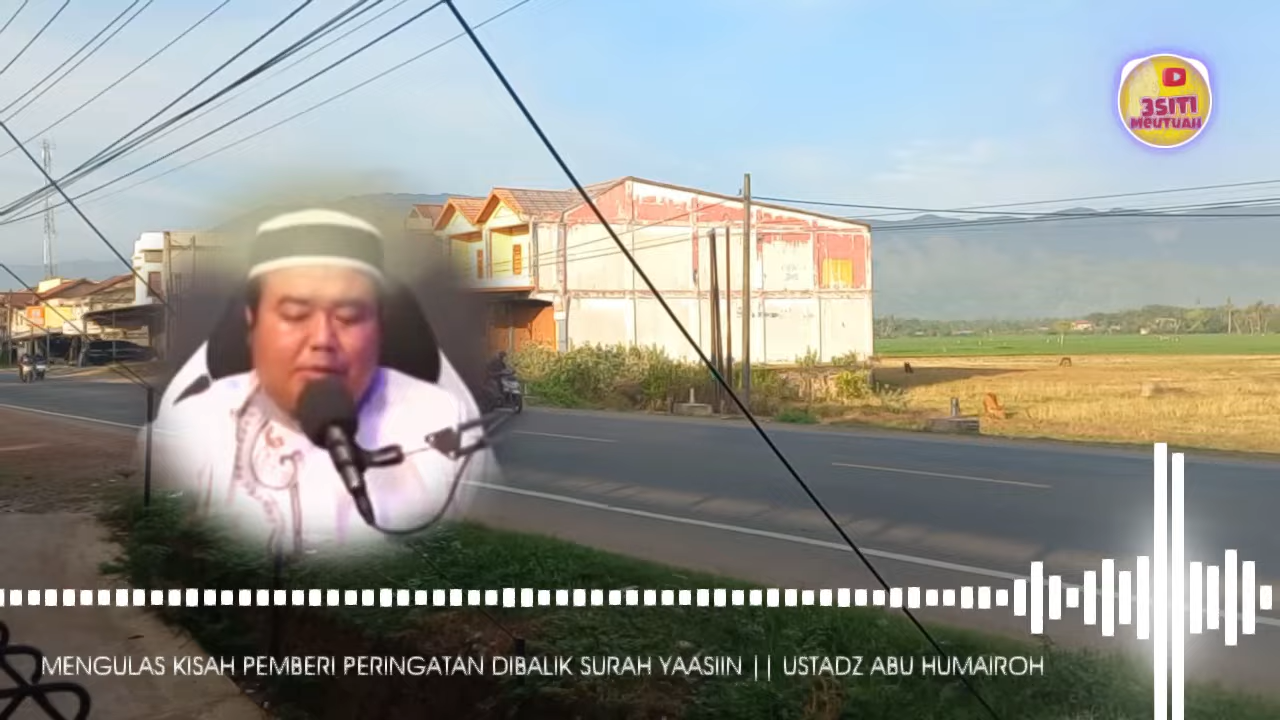 3SITI
MEUTUAH
MENGULAS KISAH PEMBERI PERINGATAN DIBALIK SURAH YAASIIN || USTADZ ABU HUMAIROH